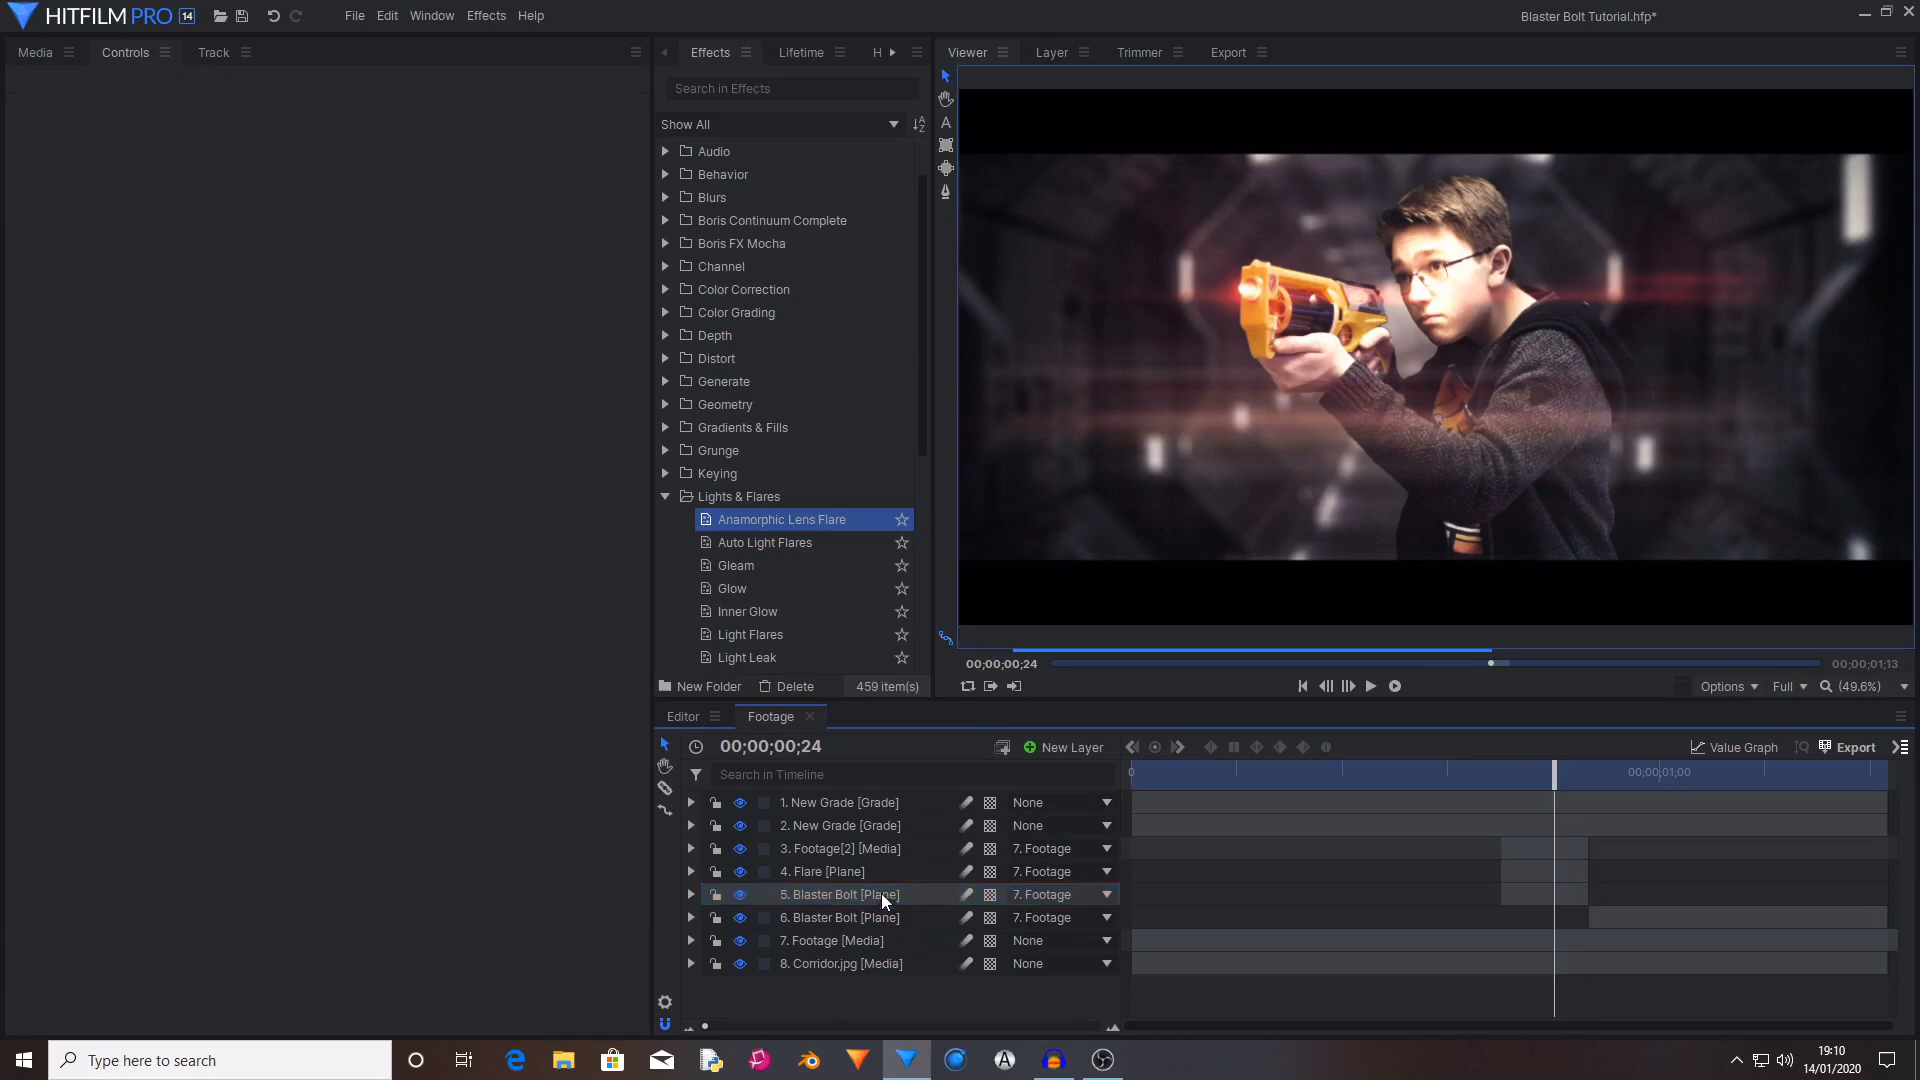 HITFILM PRO 14
File Edit Window Effects Help
Blaster Bolt Tutorial.hfp*
Media Controls Track
Effects Lifetime H
Viewer Layer Trimmer Export
Search in Effects
Show All
Audio
Behavior
Blurs
Boris Continuum Complete
Boris FX Mocha
Channel
Color Correction
Color Grading
Depth
Distort
Generate
Geometry
Gradients & Fills
Grunge
Keying
Lights & Flares
Anamorphic Lens Flare
Auto Light Flares
Gleam
Glow
Inner Glow
Light Flares
Light Leak
New Folder Delete 459 item(s)
00;00;00;24
00;00;01;13
Options Full (49.6%)
Editor Footage
00;00;00;24
New Layer
Value Graph Export
Search in Timeline
0
00;00;01;00
1. New Grade [Grade] None
2. New Grade [Grade] None
3. Footage[2] [Media] 7. Footage
4. Flare [Plane] 7. Footage
5. Blaster Bolt [Plane] 7. Footage
6. Blaster Bolt [Plane] 7. Footage
7. Footage [Media] None
8. Corridor.jpg [Media] None
Type here to search
19:10
14/01/2020